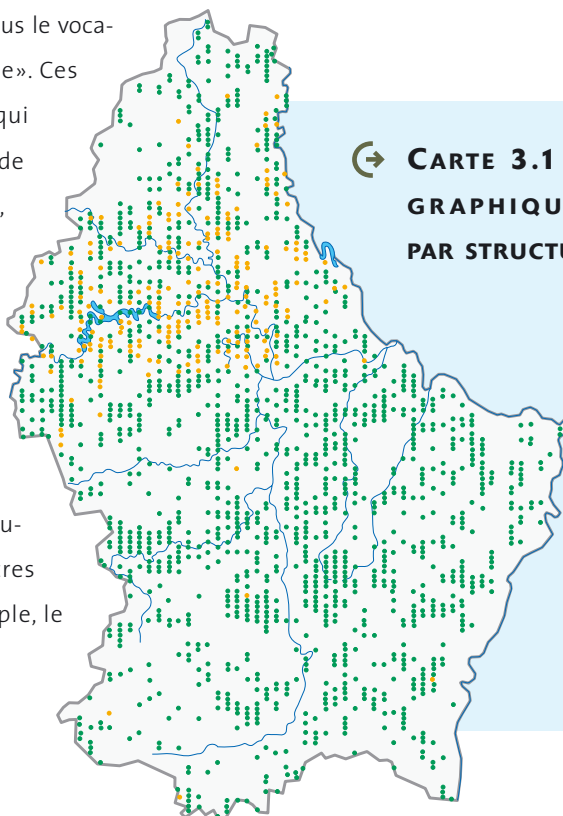 us le voca-
e». Ces
qui
de
,
u-
res
ple, le
CARTE 3.1
GRAPHIQU
PAR STRUCTU